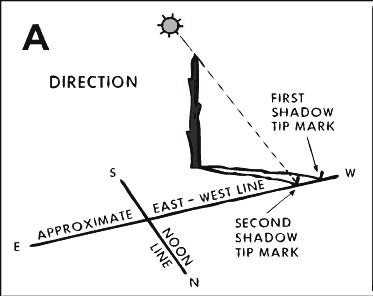 A
DIRECTION
FIRST
SHADOW
TIP MARK
S
W
APPROXIMATE EAST-WEST LINE
SECOND
SHADOW
TIP MARK
E
NOON
LINE
N